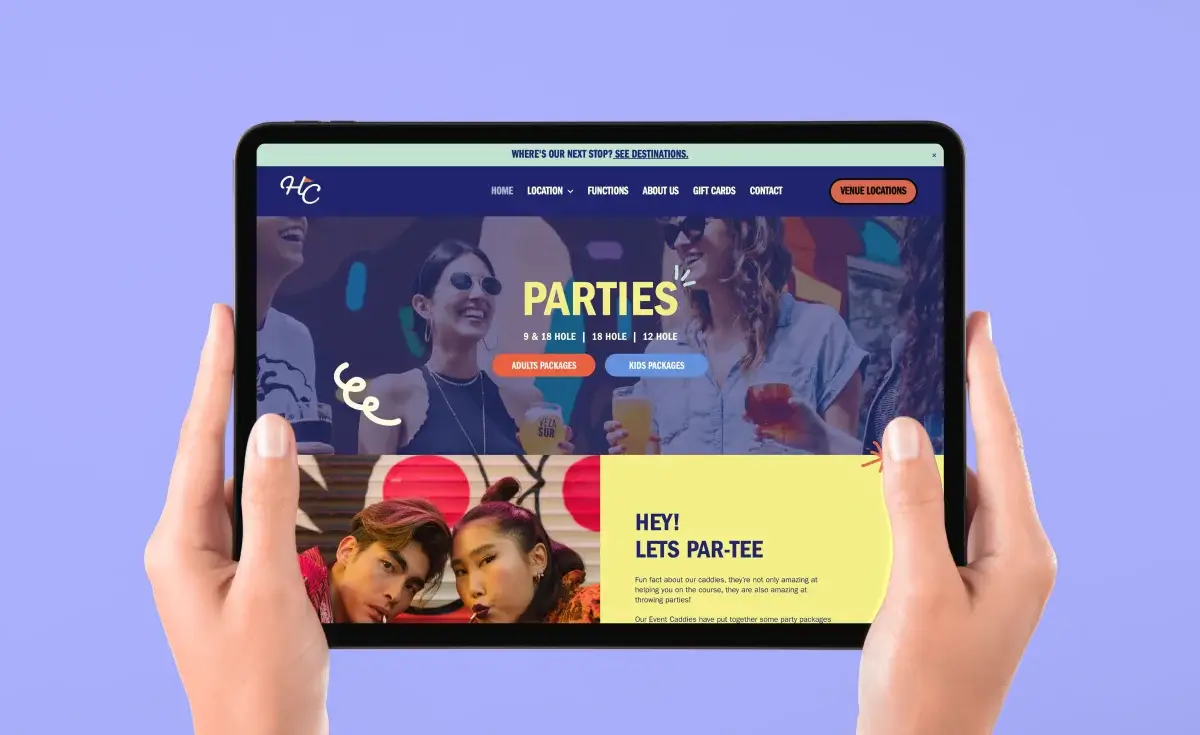 WHERE'S OUR NEXT STOP? SEE DESTINATIONS.
×
HC
HOME LOCATION FUNCTIONS ABOUT US GIFT CARDS CONTACT
VENUE LOCATIONS
PARTIES
9 & 18 HOLE | 18 HOLE | 12 HOLE
ADULTS PACKAGES KIDS PACKAGES
VEZA
SUR
HEY!
LETS PAR-TEE
Fun fact about our caddies, they're not only amazing at
helping you on the course, they are also amazing at
throwing parties!
Our Event Caddies have put together some party packages